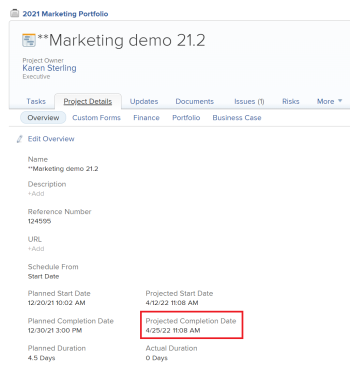 2021 Marketing Portfolio
**Marketing demo 21.2
Project Owner
Karen Sterling
Executive
Tasks Project Details Updates Documents Issues (1) Risks More
Overview Custom Forms Finance Portfolio Business Case
Edit Overview
Name
**Marketing demo 21.2
Description
+Add
Reference Number
124595
URL
+Add
Schedule From
Start Date
Planned Start Date Projected Start Date
12/20/21 10:02 AM 4/12/22 11:08 AM
Planned Completion Date Projected Completion Date
12/30/21 3:00 PM 4/25/22 11:08 AM
Planned Duration Actual Duration
4.5 Days 0 Days